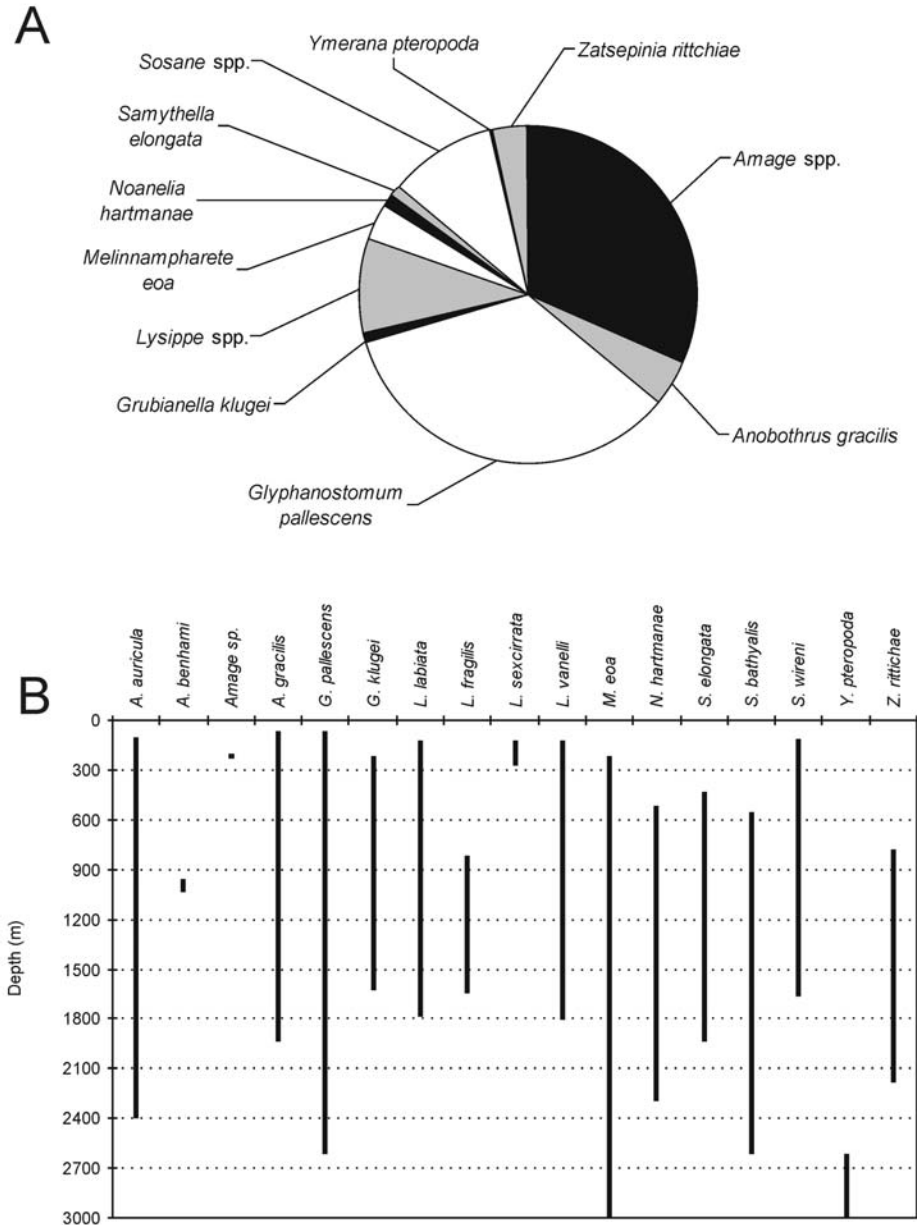 A
Ymerana pteropoda
Zatsepinia rittchiae
Sosane spp.
Samythella
elongata
Amage spp.
Noanelia
hartmanae
Melinnampharete
eoa
Lysippe spp.
Grubianella klugei
Anobothrus gracilis
Glyphanostomum
pallescens
B
A. auricula
A. benhami
Amage sp.
A. gracilis
G. pallescens
G. klugei
L. labiata
L. fragilis
L. sexcirrata
L. vanelli
M. eoa
N. hartmanae
S. elongata
S. bathyalis
S. wireni
Y. pteropoda
Z. rittichae
Depth (m)
0
300
600
900
1200
1500
1800
2100
2400
2700
3000